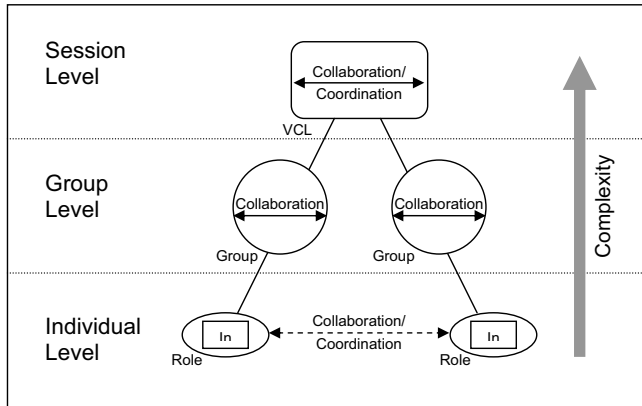 Session
Level
Collaboration/
Coordination
VCL
Group
Level
Collaboration
Collaboration
Group
Group
Complexity
Individual
Level
In
Collaboration/
Coordination
In
Role
Role